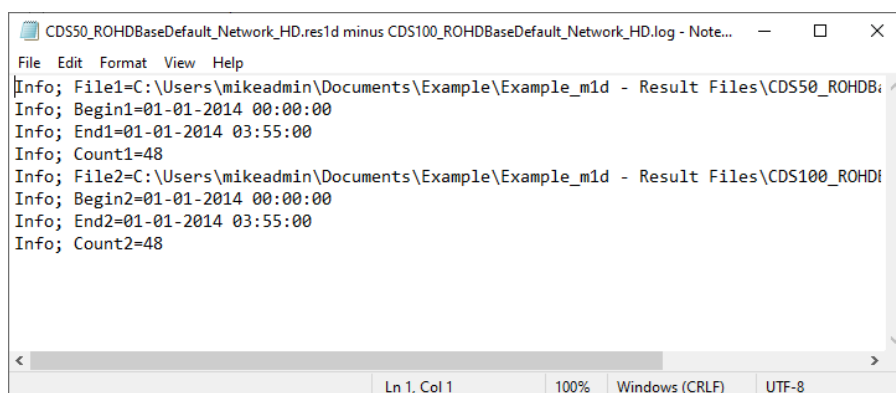 CDS50_ROHDBaseDefault_Network_HD.res1d minus CDS100_ROHDBaseDefault_Network_HD.log - Note...
File Edit Format View Help
Info; File1=C:\Users\mikeadmin\Documents\Example\Example_m1d - Result Files\CDS50_ROHDBa
Info; Begin1=01-01-2014 00:00:00
Info; End1=01-01-2014 03:55:00
Info; Count1=48
Info; File2=C:\Users\mikeadmin\Documents\Example\Example_m1d - Result Files\CDS100_ROHDB
Info; Begin2=01-01-2014 00:00:00
Info; End2=01-01-2014 03:55:00
Info; Count2=48
Ln 1, Col 1 100% Windows (CRLF) UTF-8